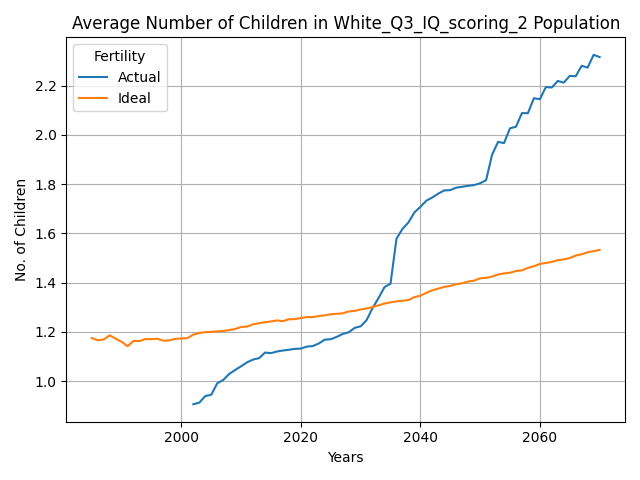 Average Number of Children in White_Q3_IQ_scoring_2 Population
Fertility
Actual
Ideal
No. of Children
2.2
2.0
1.8
1.6
1.4
1.2
1.0
2000
2020
2040
2060
Years